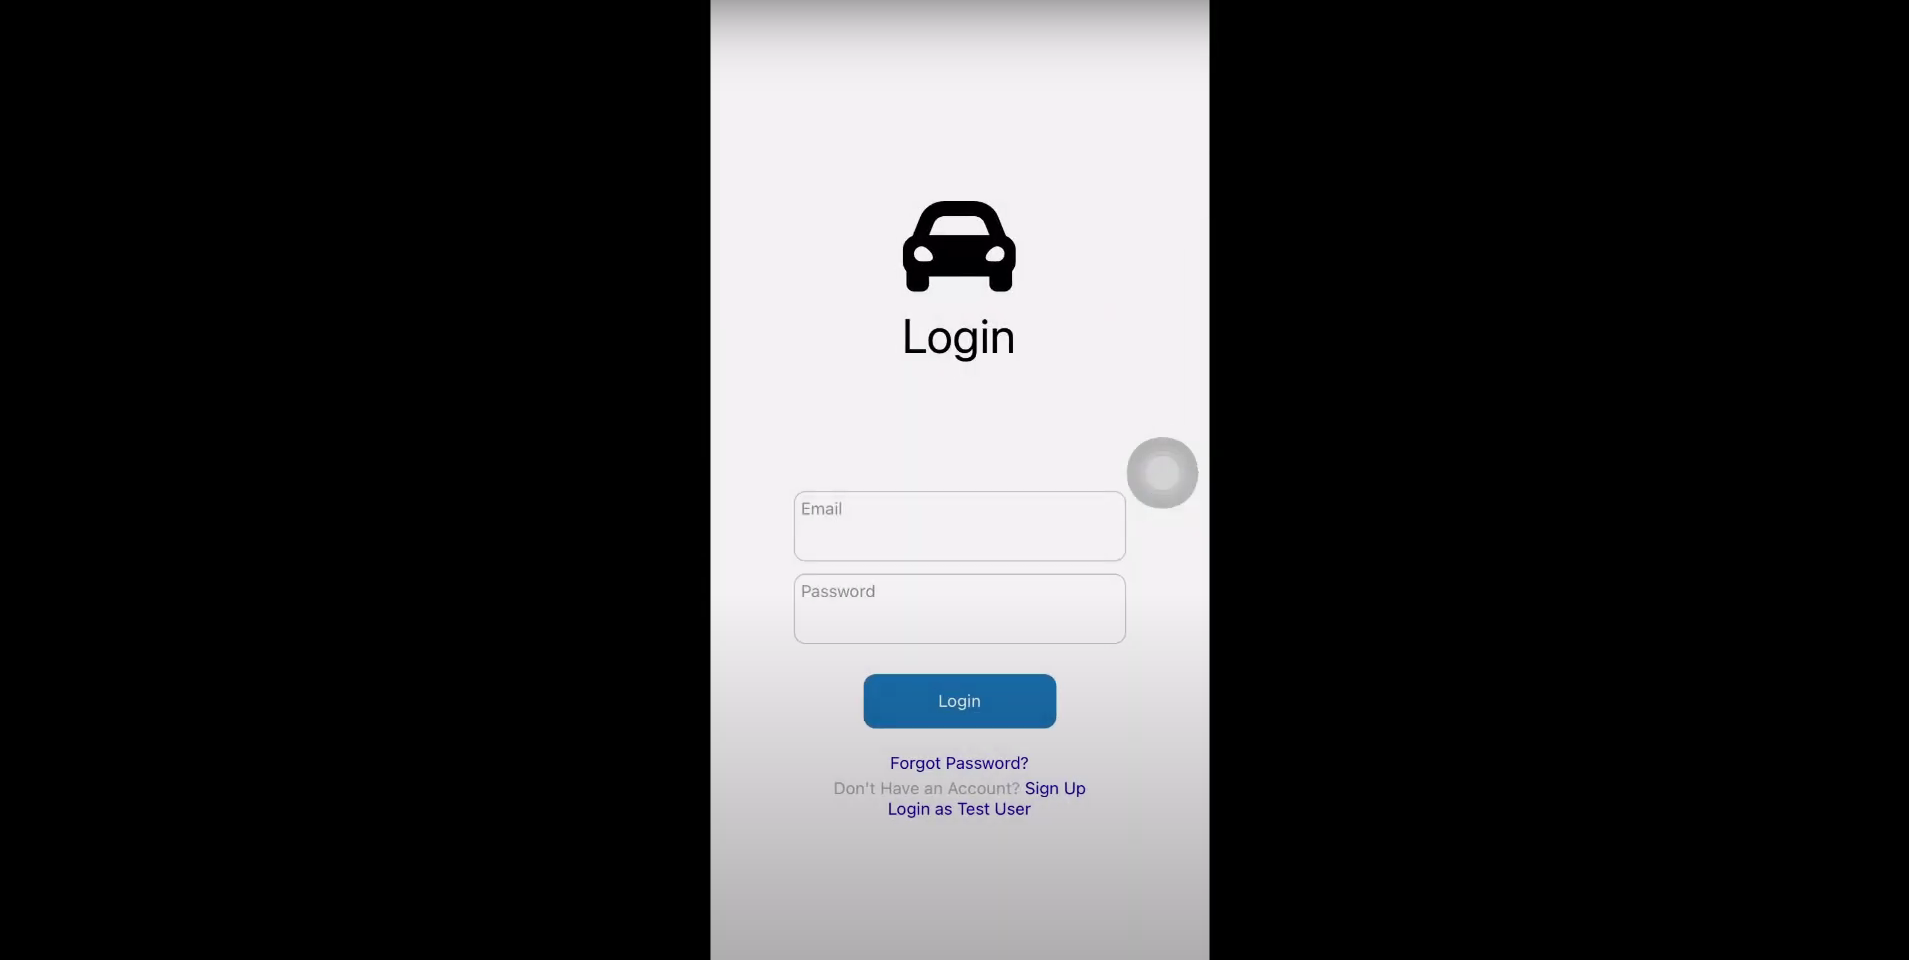 Login
Email
Password
Login
Forgot Password?
Don't Have an Account? Sign Up
Login as Test User